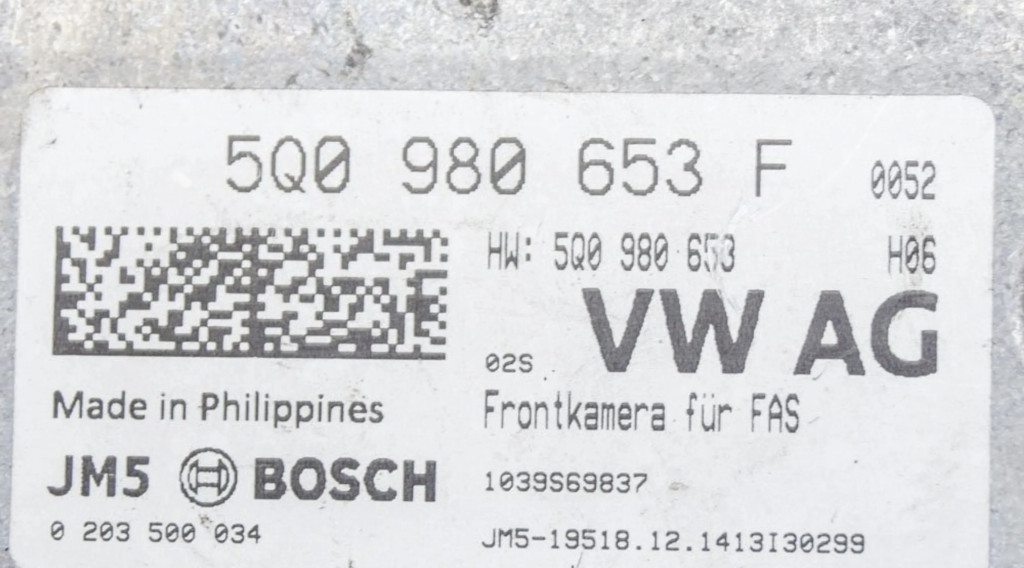 5Q0 980 653 F 0052
HW: 5Q0 980 653 H06
02S VW AG
Made in Philippines
Frontkamera für FAS
JM5 BOSCH
1039S69837
0 203 500 034
JM5-19518.12.1413I30299